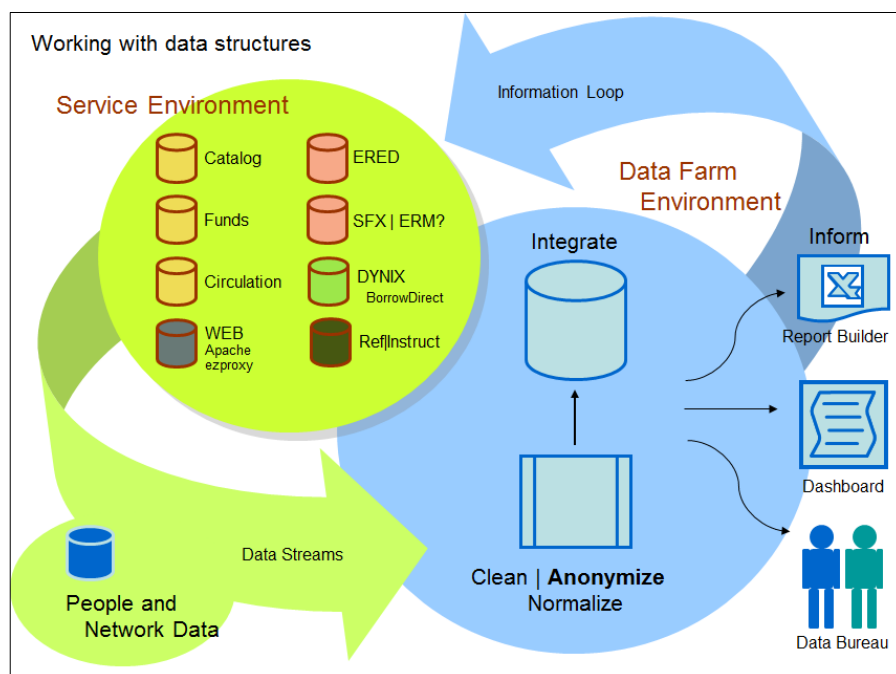 Working with data structures
Information Loop
Service Environment
Catalog
ERED
Funds
SFX | ERM?
Circulation
DYNIX
BorrowDirect
WEB
Apache
ezproxy
Ref|Instruct
Data Farm
Environment
Integrate
Inform
Report Builder
Dashboard
Data Streams
Clean | Anonymize
Normalize
People and
Network Data
Data Bureau